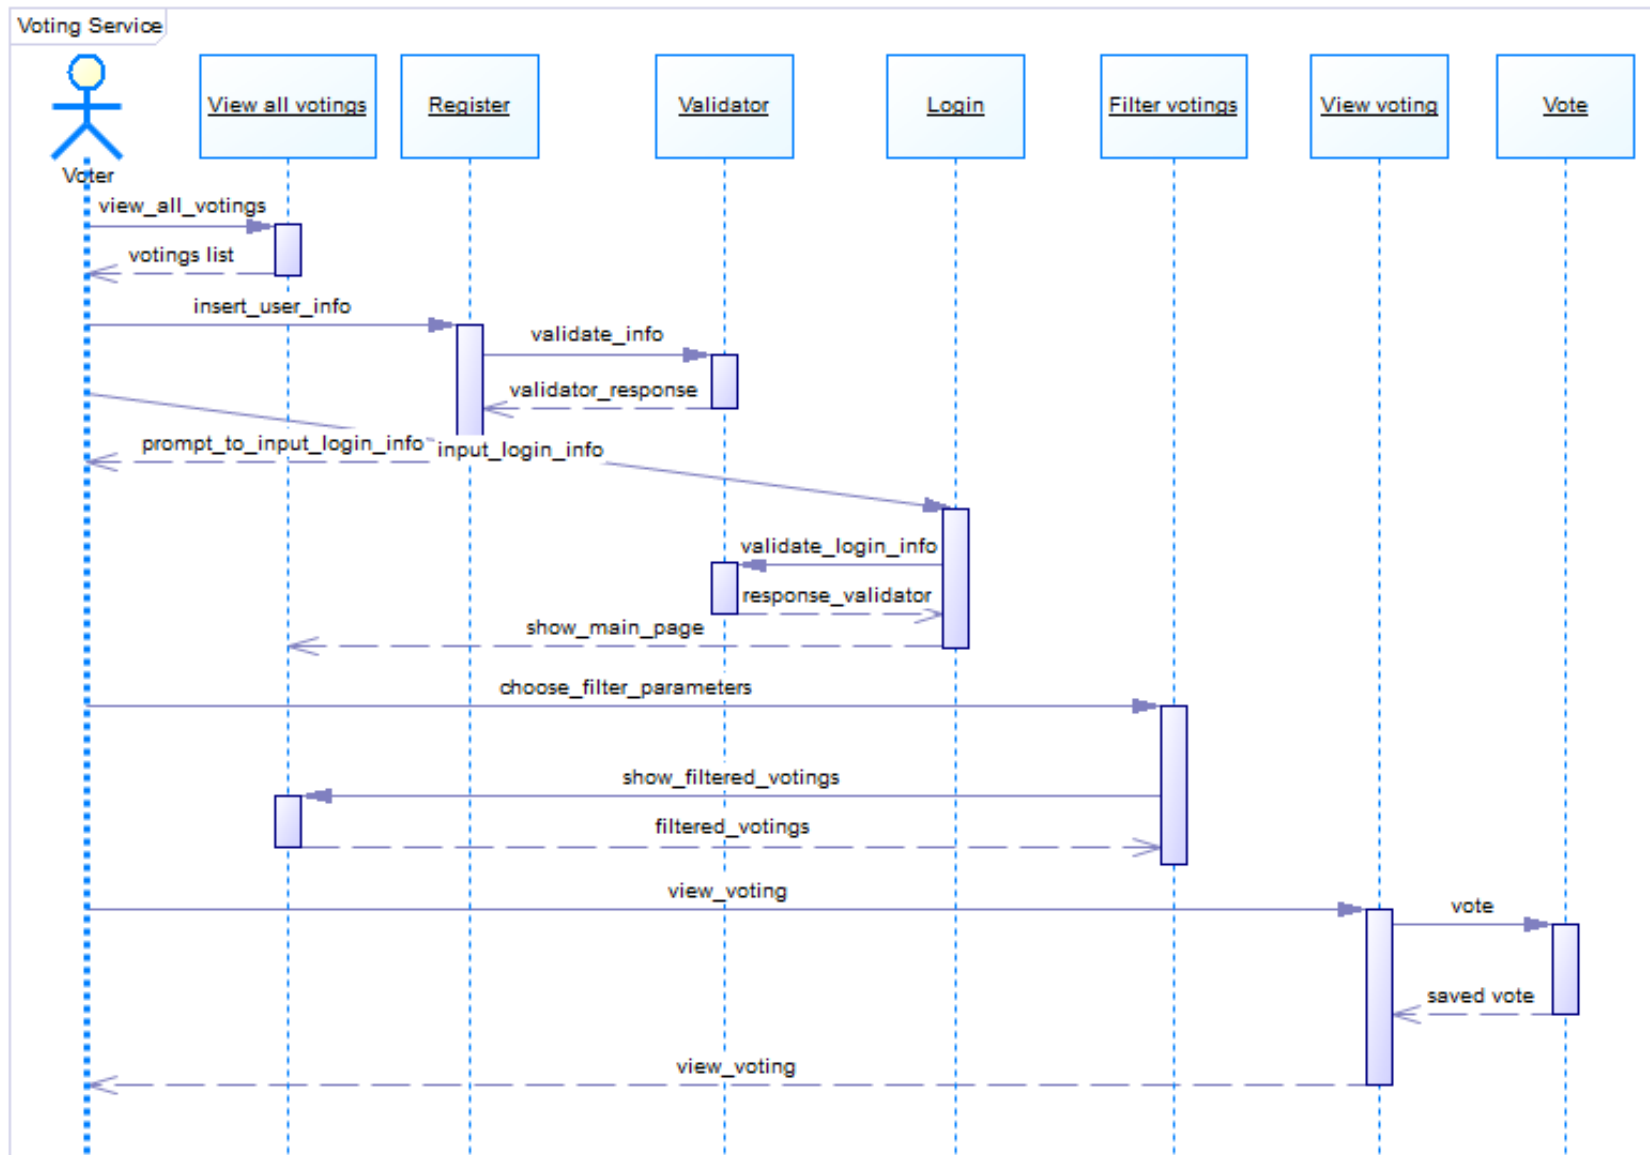 Voting Service
View all votings
Register
Validator
Login
Filter votings
View voting
Vote
Voter
view_all_votings
votings list
insert_user_info
validate_info
validator_response
prompt_to_input_login_info
input_login_info
validate_login_info
response_validator
show_main_page
choose_filter_parameters
show_filtered_votings
filtered_votings
view_voting
vote
saved vote
view_voting